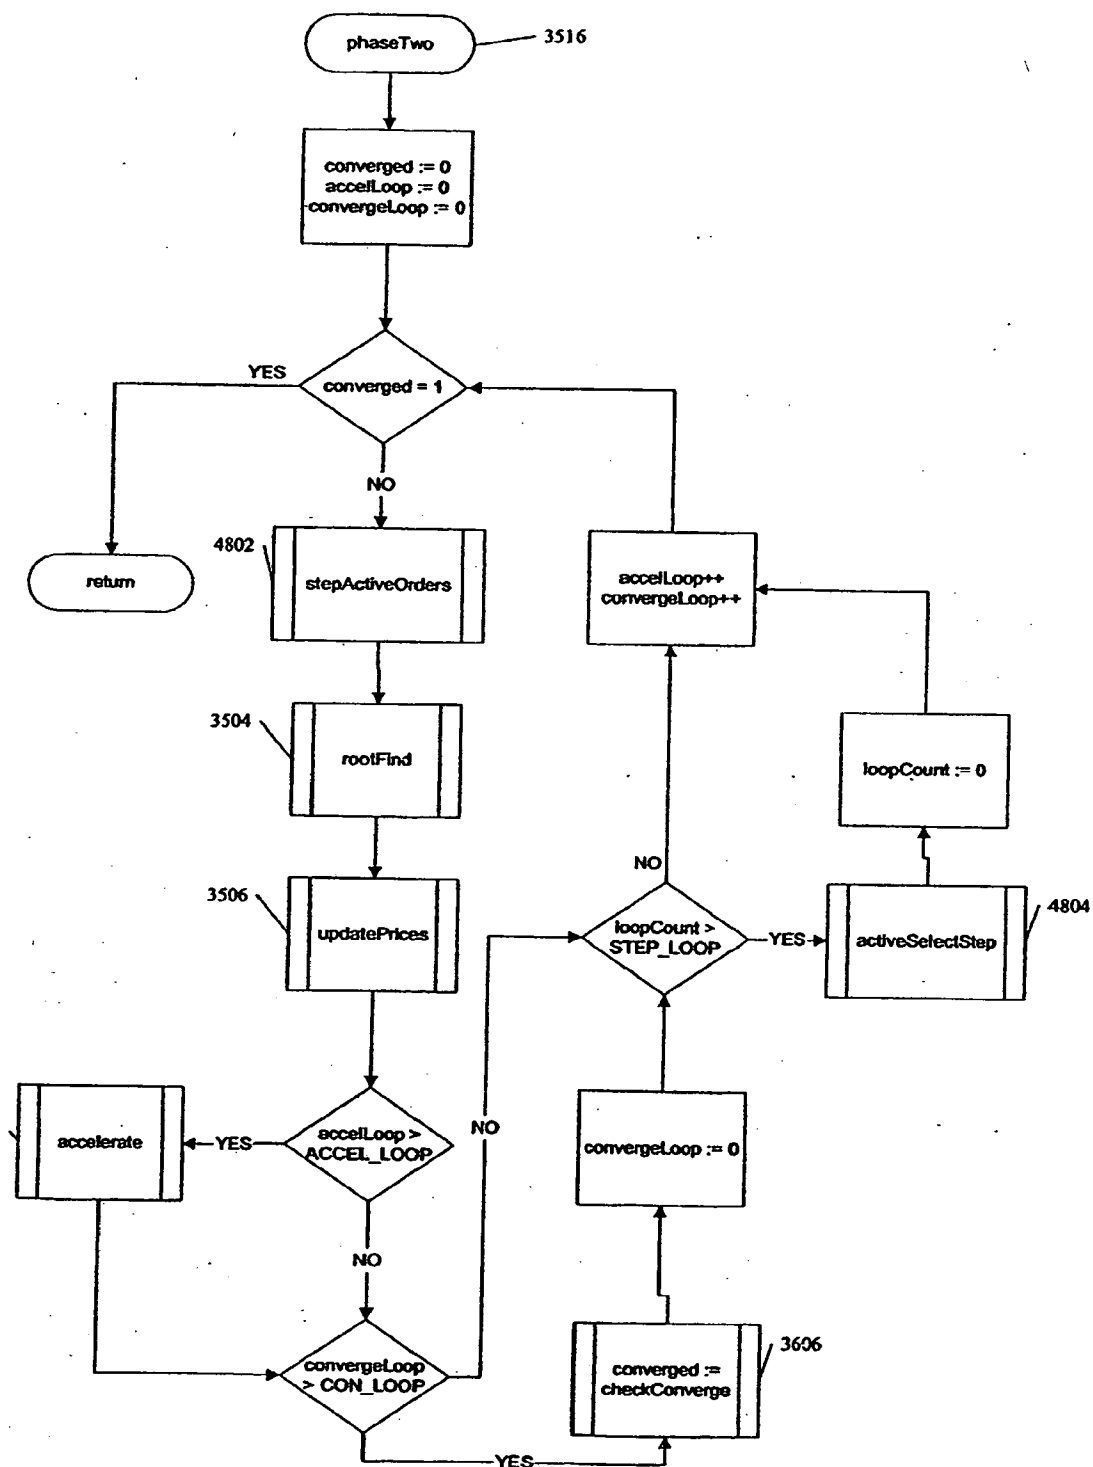 phaseTwo
3516
converged := 0
accelLoop := 0
convergeLoop := 0
YES
converged = 1
NO
4802
stepActiveOrders
return
accelLoop++
convergeLoop++
3504
rootFind
loopCount := 0
3506
updatePrices
NO
loopCount >
STEP_LOOP
YES
activeSelectStep
4804
accelerate
YES
accelLoop >
ACCEL_LOOP
NO
convergeLoop := 0
NO
convergeLoop
> CON_LOOP
converged :=
checkConverge
3606
YES